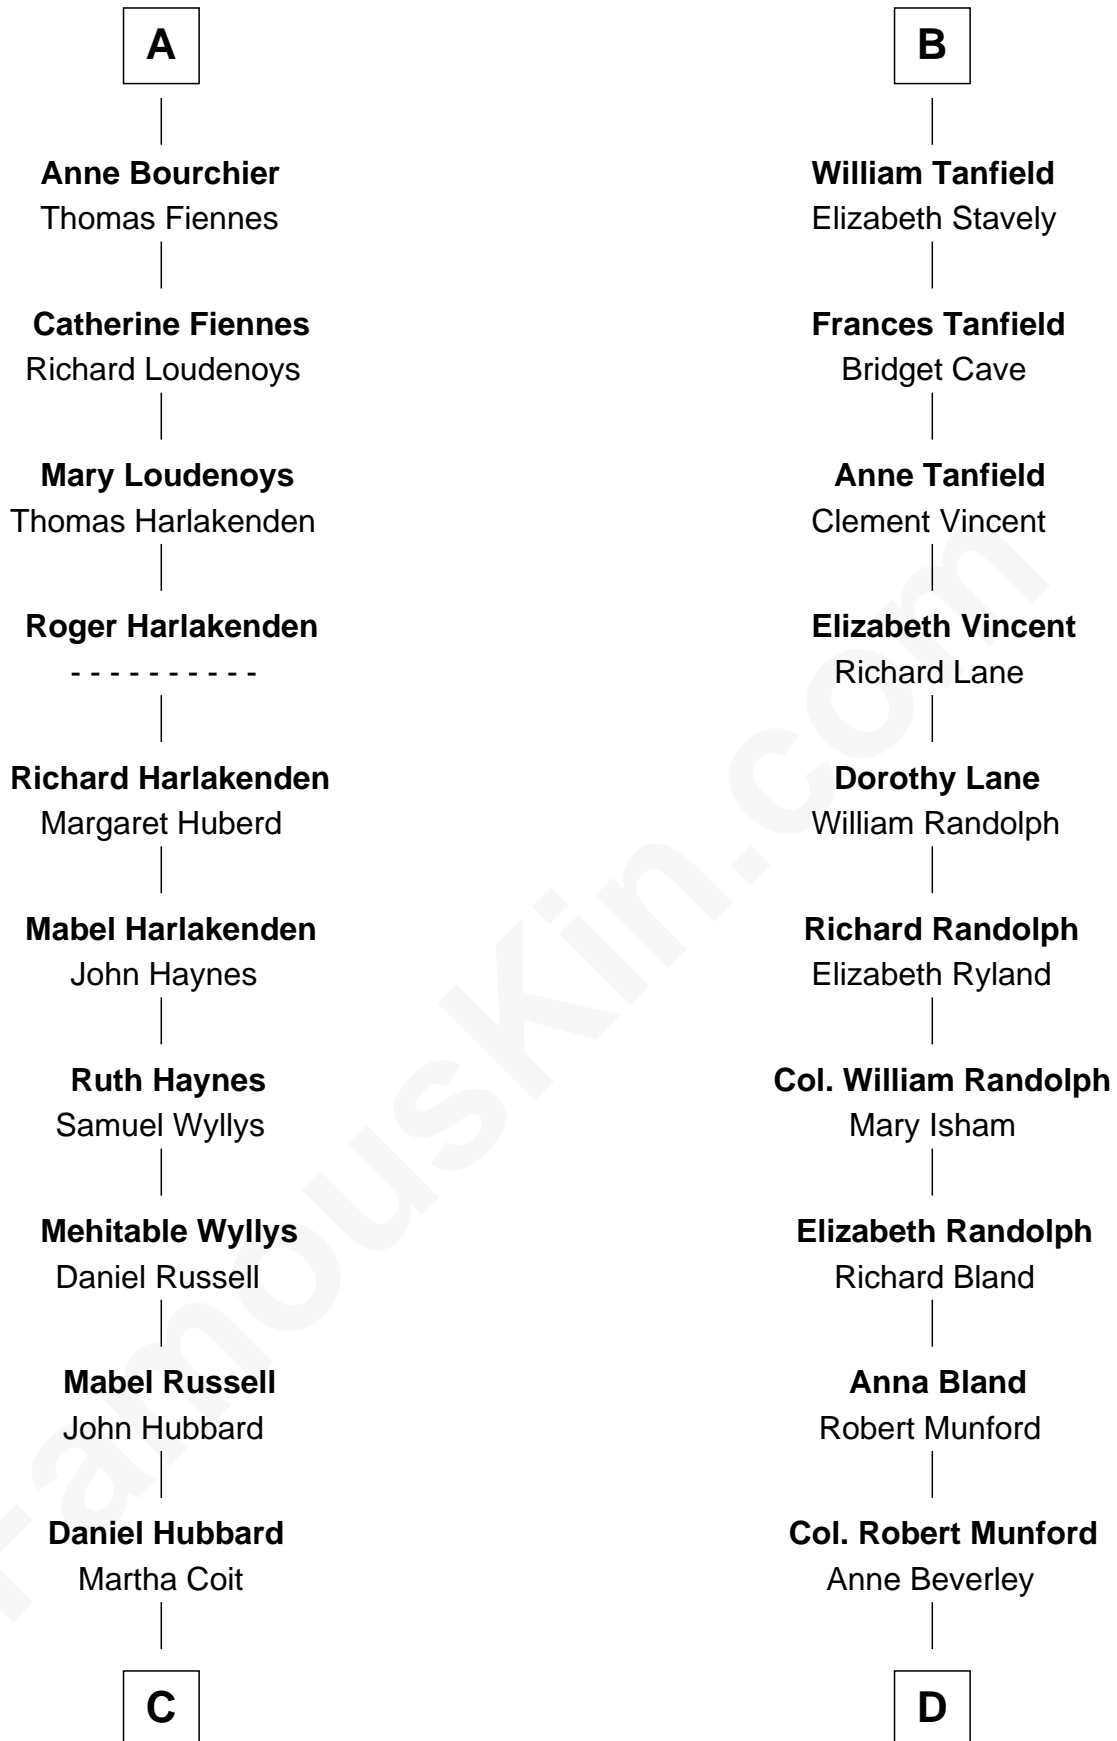 A
Anne Bourchier
Thomas Fiennes
Catherine Fiennes
Richard Loudenoys
Mary Loudenoys
Thomas Harlakenden
Roger Harlakenden
- - - - - - - - - -
Richard Harlakenden
Margaret Huberd
Mabel Harlakenden
John Haynes
Ruth Haynes
Samuel Wyllys
Mehitable Wyllys
Daniel Russell
Mabel Russell
John Hubbard
Daniel Hubbard
Martha Coit
C
B
William Tanfield
Elizabeth Stavely
Frances Tanfield
Bridget Cave
Anne Tanfield
Clement Vincent
Elizabeth Vincent
Richard Lane
Dorothy Lane
William Randolph
Richard Randolph
Elizabeth Ryland
Col. William Randolph
Mary Isham
Elizabeth Randolph
Richard Bland
Anna Bland
Robert Munford
Col. Robert Munford
Anne Beverley
D
FamousKin.com